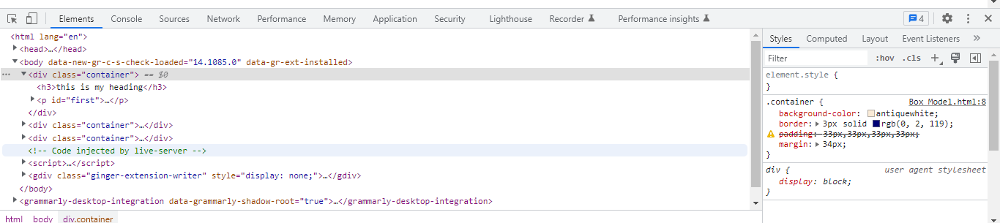 Elements Console Sources Network Performance Memory Application Security Lighthouse Recorder Performance insights 4
<html lang="en">
<head>…</head>
<body data-new-gr-c-s-check-loaded="14.1085.0" data-gr-ext-installed>
<div class="container"> == $0
<h3>this is my heading</h3>
<p id="first">…</p>
</div>
<div class="container">…</div>
<div class="container">…</div>
<!-- Code injected by live-server -->
<script>…</script>
<gdiv class="ginger-extension-writer" style="display: none;">…</gdiv>
</body>
<grammarly-desktop-integration data-grammarly-shadow-root="true">…</grammarly-desktop-integration>
html body div.container
Styles Computed Layout Event Listeners »
Filter :hov .cls +
element.style {
}
.container { Box Model.html:8
background-color: antiquewhite;
border: 3px solid rgb(0, 2, 119);
padding: 33px,33px,33px,33px;
margin: 34px;
}
div { user agent stylesheet
display: block;
}